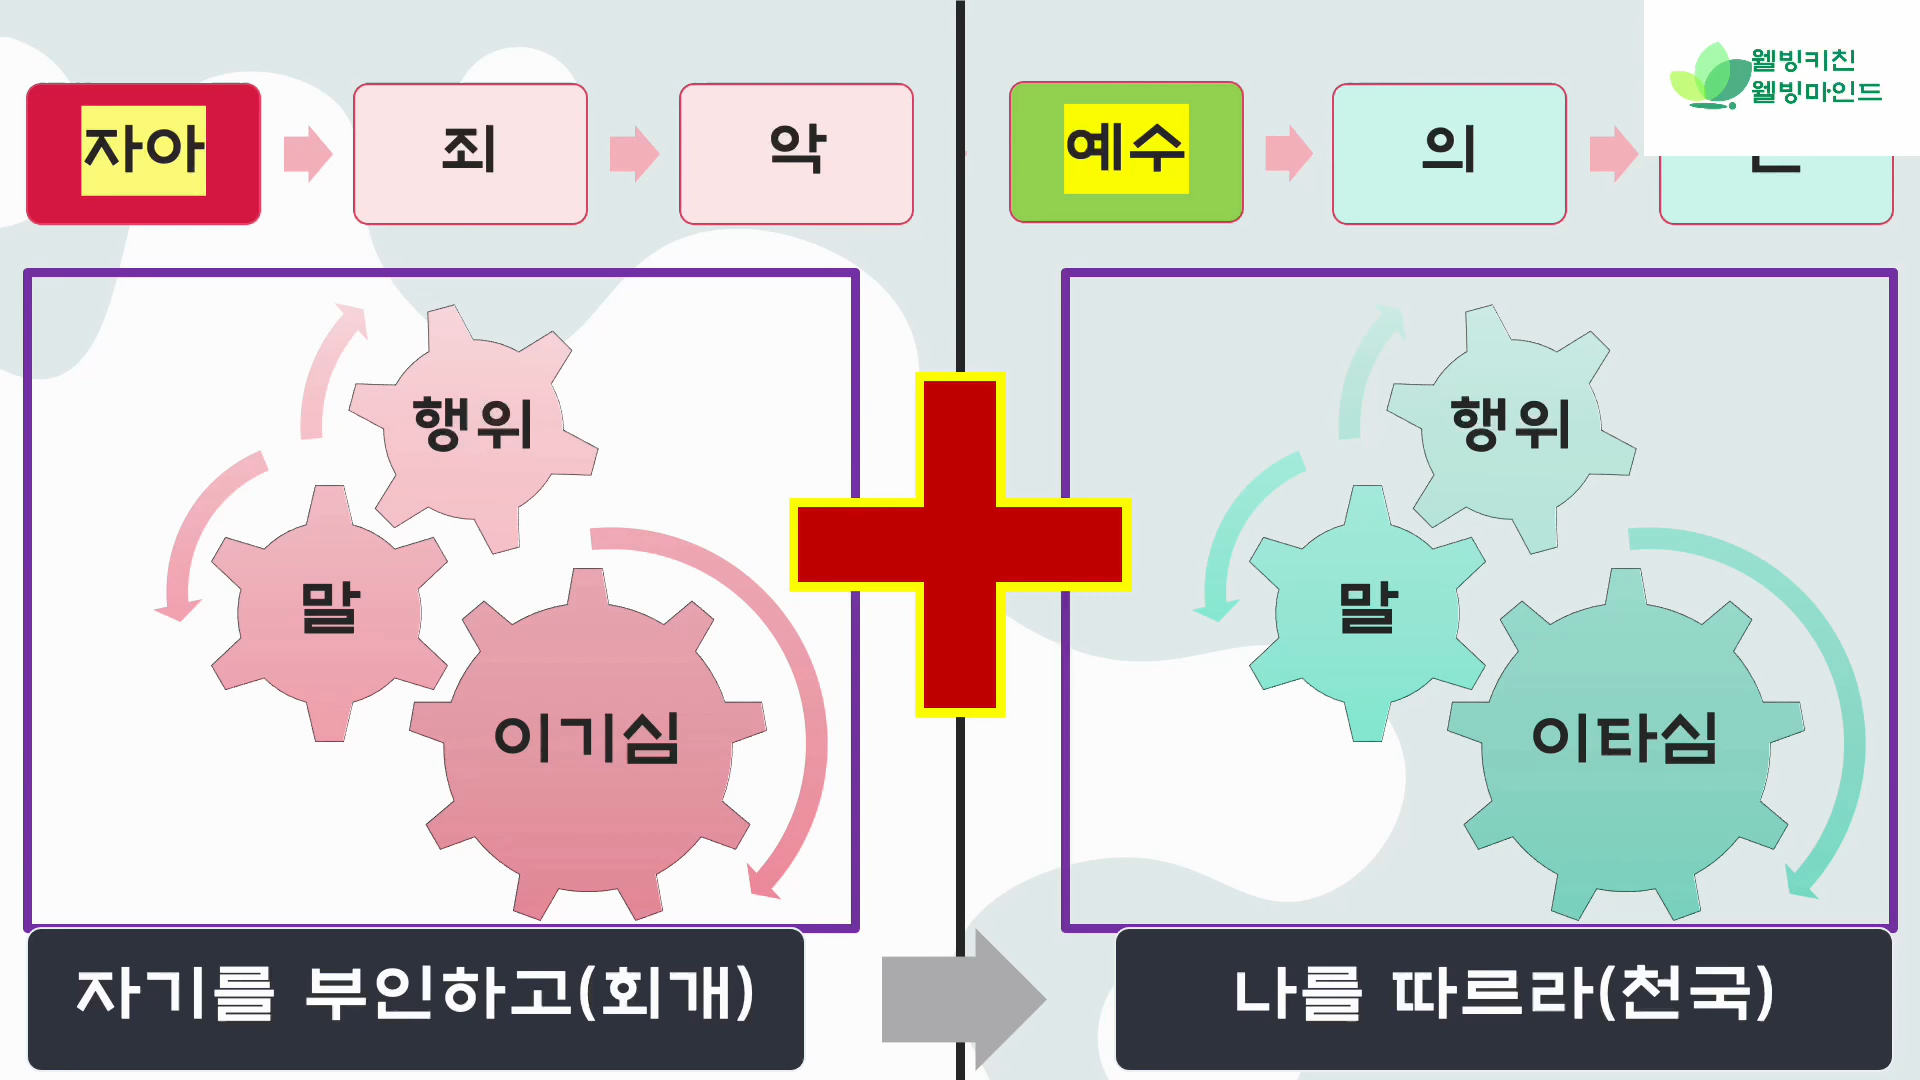 자아
죄
악
예수
의
웰빙키친
웰빙마인드
행위
말
이기심
행위
말
이타심
자기를 부인하고(회개)
나를 따르라(천국)